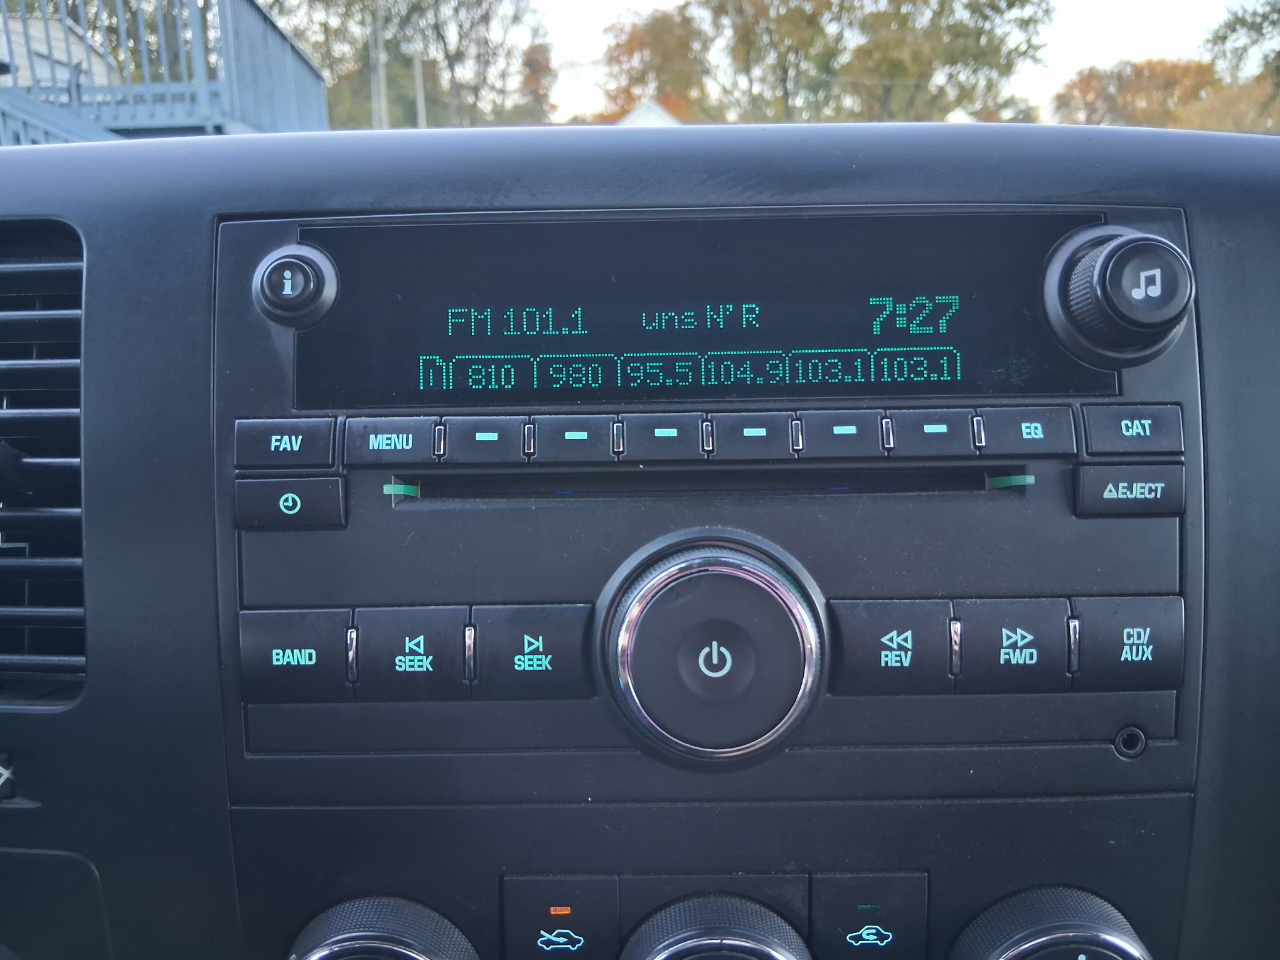 FM 101.1 uns N'R 7:27
810 980 95.5 104.9 103.1 103.1
FAV MENU EQ CAT
EJECT
BAND SEEK SEEK REV FWD CD/
AUX